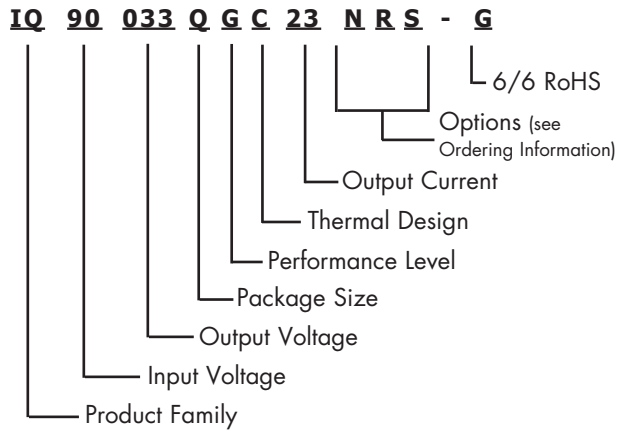 IQ 90 033 Q G C 23 N R S - G
6/6 RoHS
Options (see
Ordering Information)
Output Current
Thermal Design
Performance Level
Package Size
Output Voltage
Input Voltage
Product Family